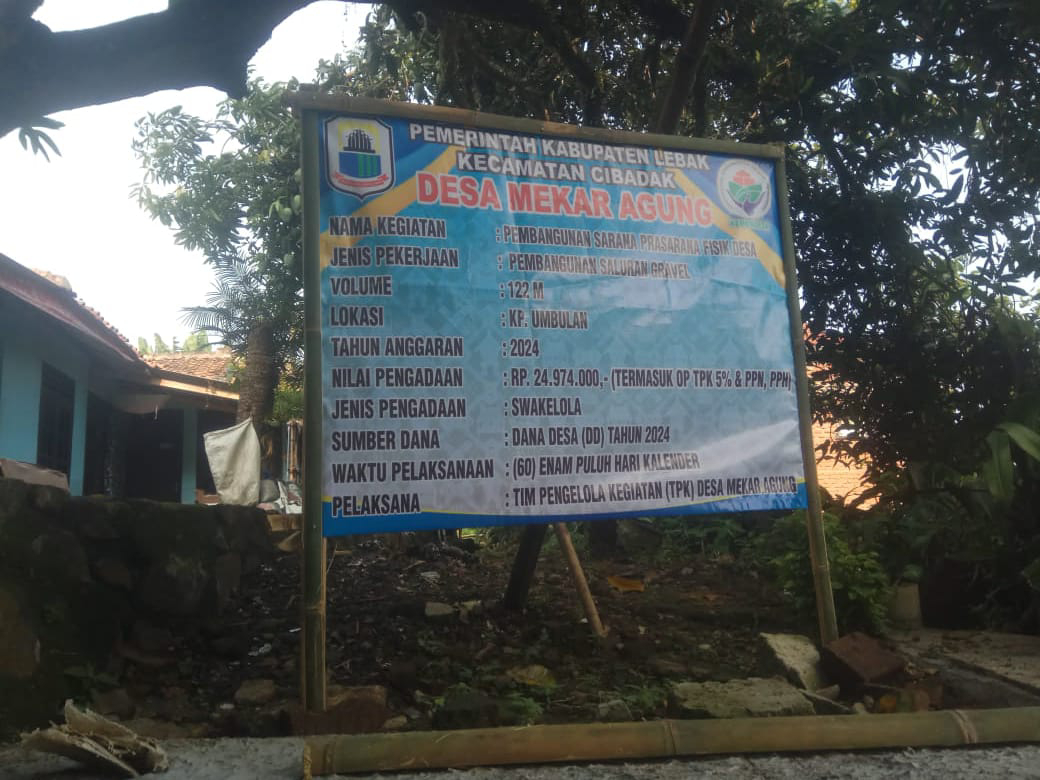 PEMERINTAH KABUPATEN LEBAK
KECAMATAN CIBADAK
DESA MEKAR AGUNG
NAMA KEGIATAN : PEMBANGUNAN SARANA PRASARANA FISIK DESA
JENIS PEKERJAAN : PEMBANGUNAN SALURAN GRAVEL
VOLUME : 122 M
LOKASI : KP. UMBULAN
TAHUN ANGGARAN : 2024
NILAI PENGADAAN : RP. 24.974.000,- (TERMASUK OP TPK 5% & PPN, PPH)
JENIS PENGADAAN : SWAKELOLA
SUMBER DANA : DANA DESA (DD) TAHUN 2024
WAKTU PELAKSANAAN : (60) ENAM PULUH HARI KALENDER
PELAKSANA : TIM PENGELOLA KEGIATAN (TPK) DESA MEKAR AGUNG